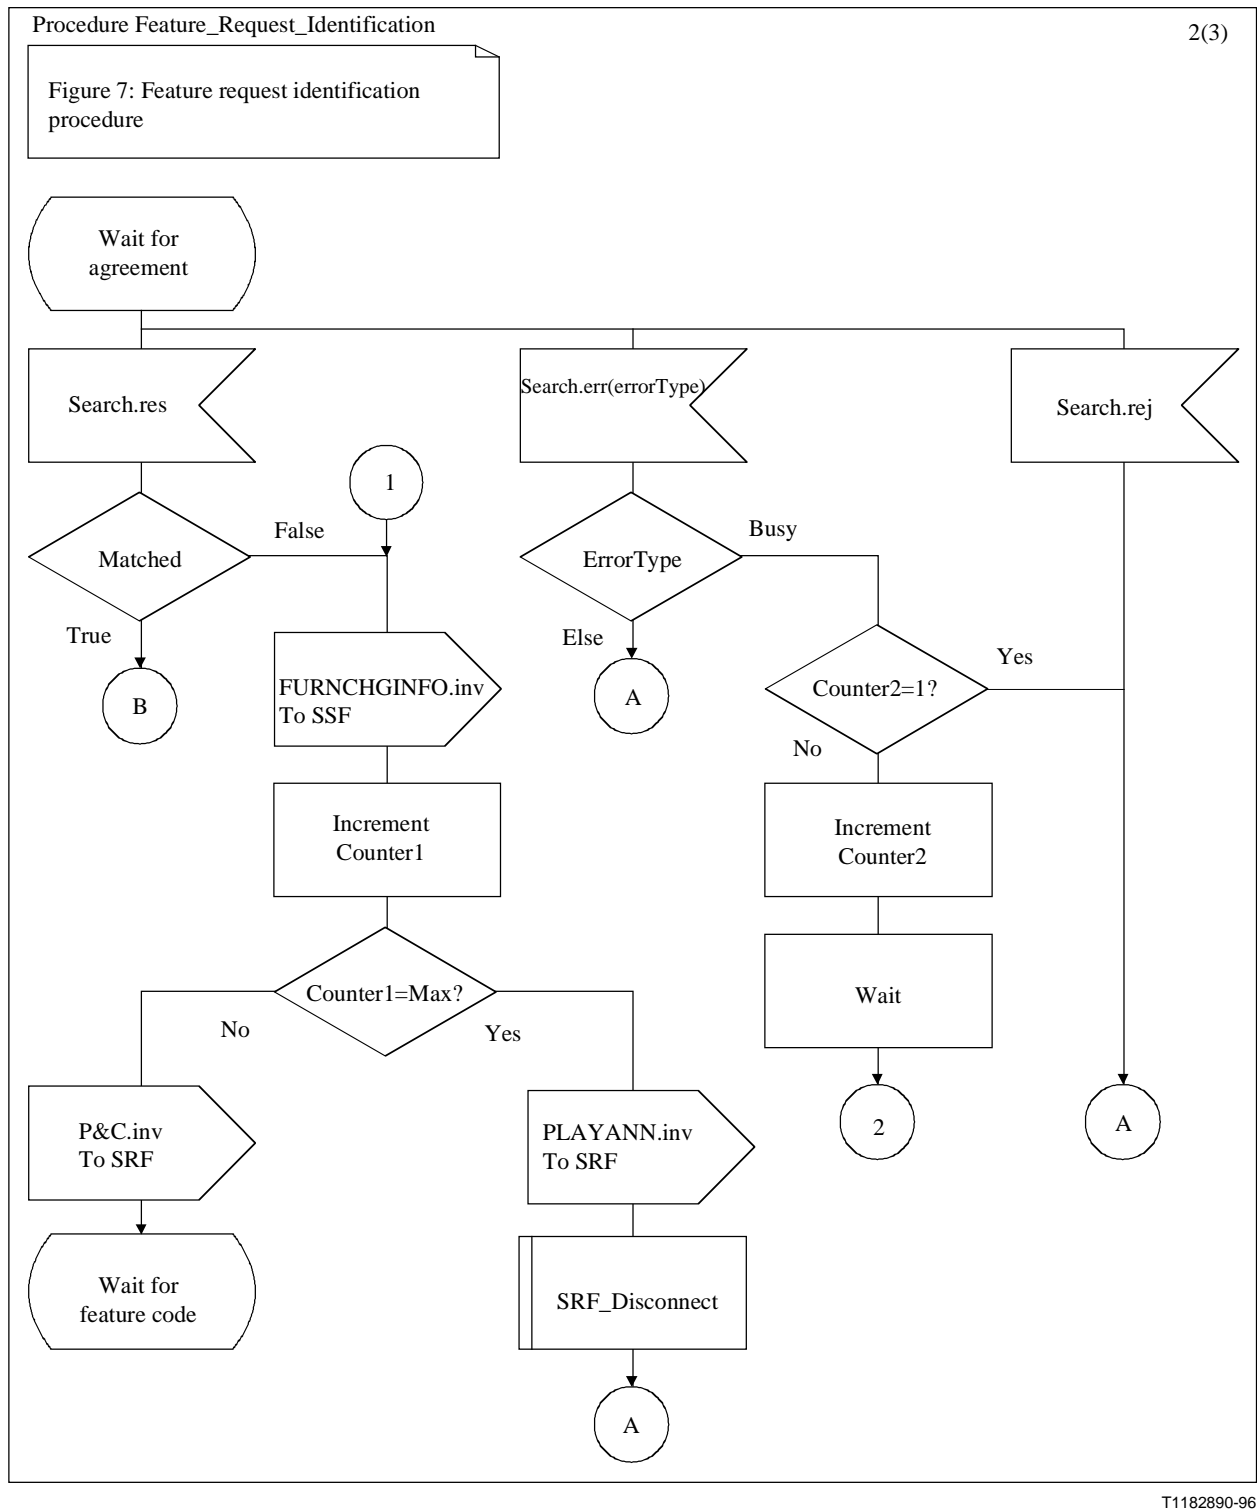 Procedure Feature_Request_Identification
2(3)
Figure 7: Feature request identification
procedure
Wait for
agreement
Search.res
Search.err(errorType)
Search.rej
1
Matched
False
True
ErrorType
Busy
Else
B
FURNCHGINFO.inv
To SSF
A
Counter2=1?
Yes
No
Increment
Counter1
Increment
Counter2
Counter1=Max?
No
Yes
Wait
P&C.inv
To SRF
PLAYANN.inv
To SRF
2
A
Wait for
feature code
SRF_Disconnect
A
T1182890-96